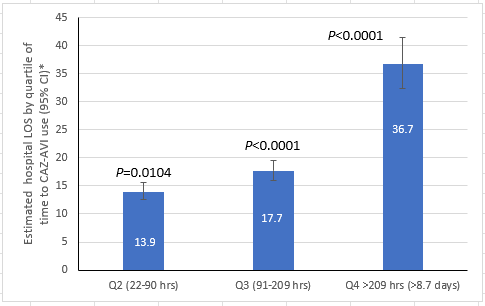 Estimated hospital LOS by quartile of
time to CAZ-AVI use (95% CI)*
45
40
35
30
25
20
15
10
5
0
P=0.0104
P<0.0001
P<0.0001
13.9
17.7
36.7
Q2 (22-90 hrs)
Q3 (91-209 hrs)
Q4 >209 hrs (>8.7 days)